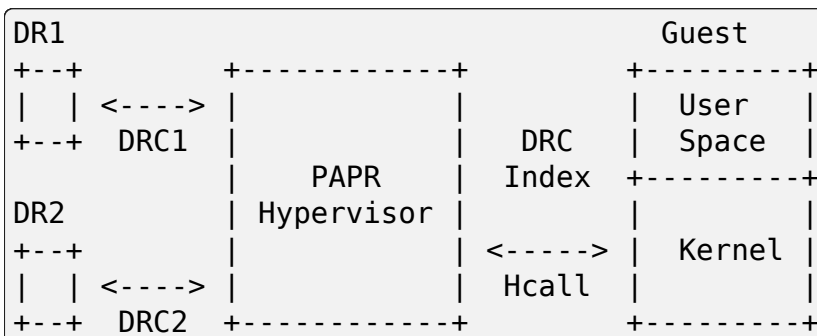 DR1                                     Guest
+--+        +------------+         +---------+
|  | <----> |            |         |  User   |
+--+  DRC1  |            |   DRC   |  Space  |
            |    PAPR    |  Index  +---------+
DR2         | Hypervisor |         |         |
+--+        |            | <-----> |  Kernel |
|  | <----> |            |  Hcall  |         |
+--+  DRC2  +------------+         +---------+